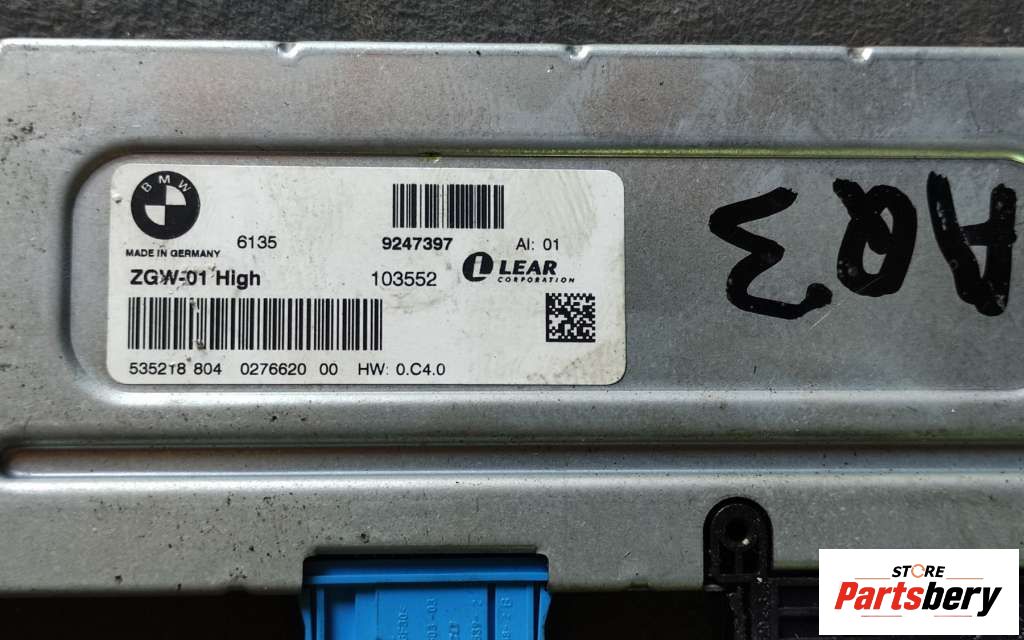 BMW
MADE IN GERMANY
6135 9247397 AI: 01
ZGW-01 High 103552 LEAR
CORPORATION
535218 804 0276620 00 HW: 0.C4.0
AQ3
STORE
Partsbery